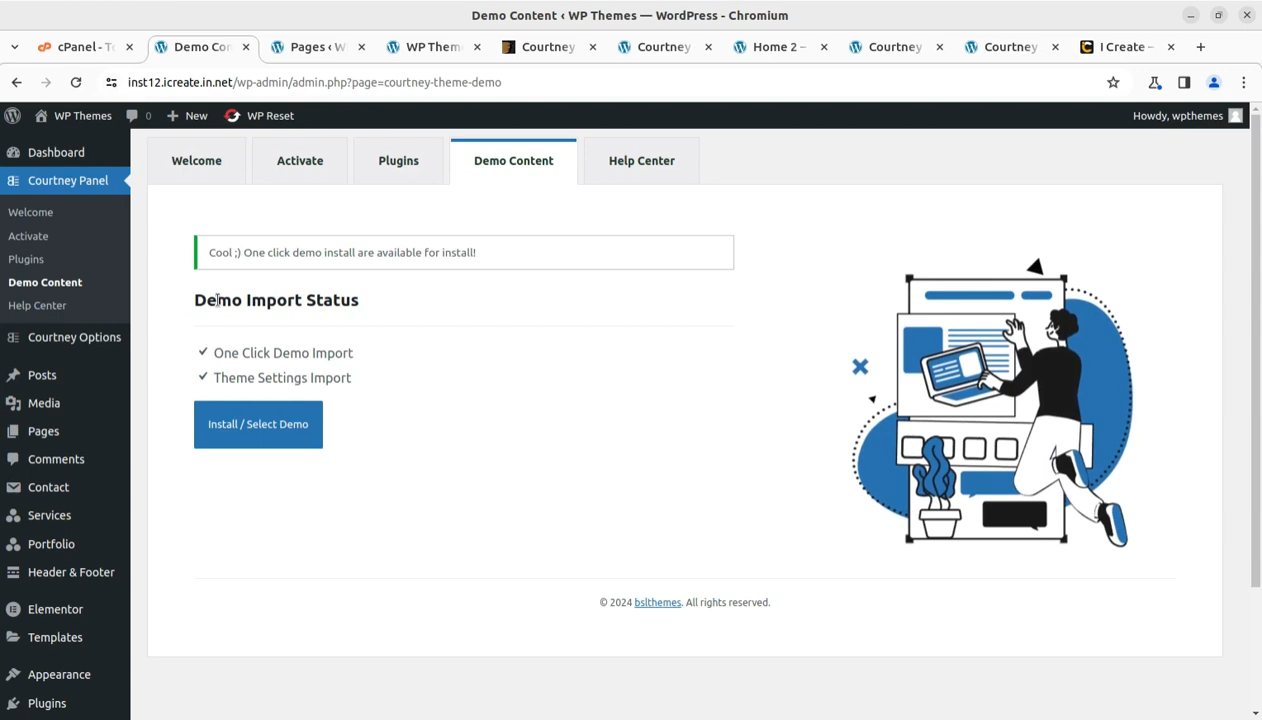 Demo Content ‹ WP Themes — WordPress - Chromium
cPanel - To
Demo Con
Pages ‹ W
WP Them
Courtney
Courtney
Home 2 –
Courtney
Courtney
I Create –
inst12.icreate.in.net/wp-admin/admin.php?page=courtney-theme-demo
WP Themes
0
New
WP Reset
Howdy, wpthemes
Dashboard
Courtney Panel
Welcome
Activate
Plugins
Demo Content
Help Center
Courtney Options
Posts
Media
Pages
Comments
Contact
Services
Portfolio
Header & Footer
Elementor
Templates
Appearance
Plugins
Welcome
Activate
Plugins
Demo Content
Help Center
Cool ;) One click demo install are available for install!
Demo Import Status
One Click Demo Import
Theme Settings Import
Install / Select Demo
© 2024 bslthemes. All rights reserved.